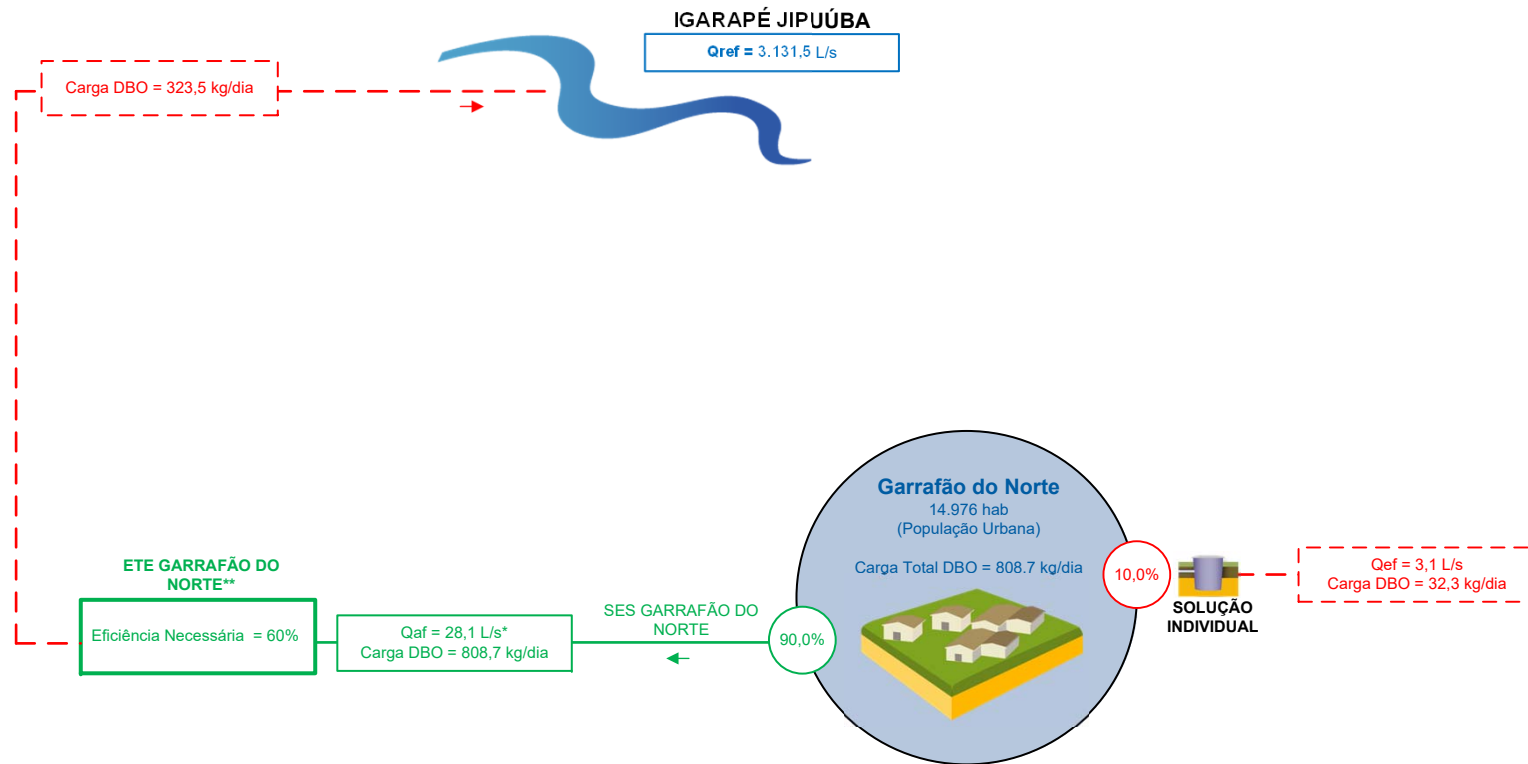 IGARAPÉ JIPUÚBA
Qref = 3.131,5 L/s
Carga DBO = 323,5 kg/dia
Garrafão do Norte
14.976 hab
(População Urbana)
Carga Total DBO = 808.7 kg/dia
10,0%
SOLUÇÃO
INDIVIDUAL
Qef = 3,1 L/s
Carga DBO = 32,3 kg/dia
ETE GARRAFÃO DO
NORTE**
Eficiência Necessária = 60%
Qaf = 28,1 L/s*
Carga DBO = 808,7 kg/dia
SES GARRAFÃO DO
NORTE
90,0%